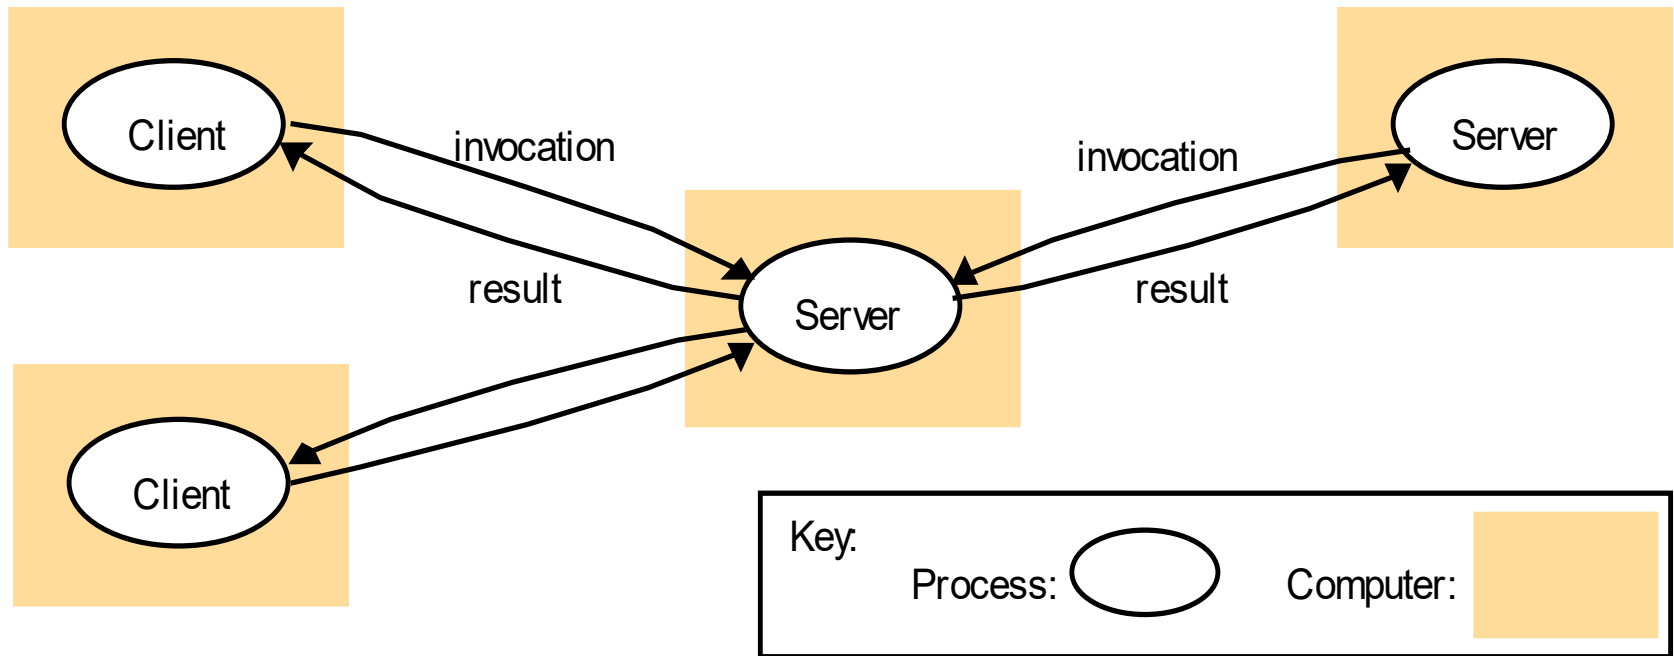 Client
invocation
result
Server
invocation
result
Server
Client
Key:
Process:
Computer: